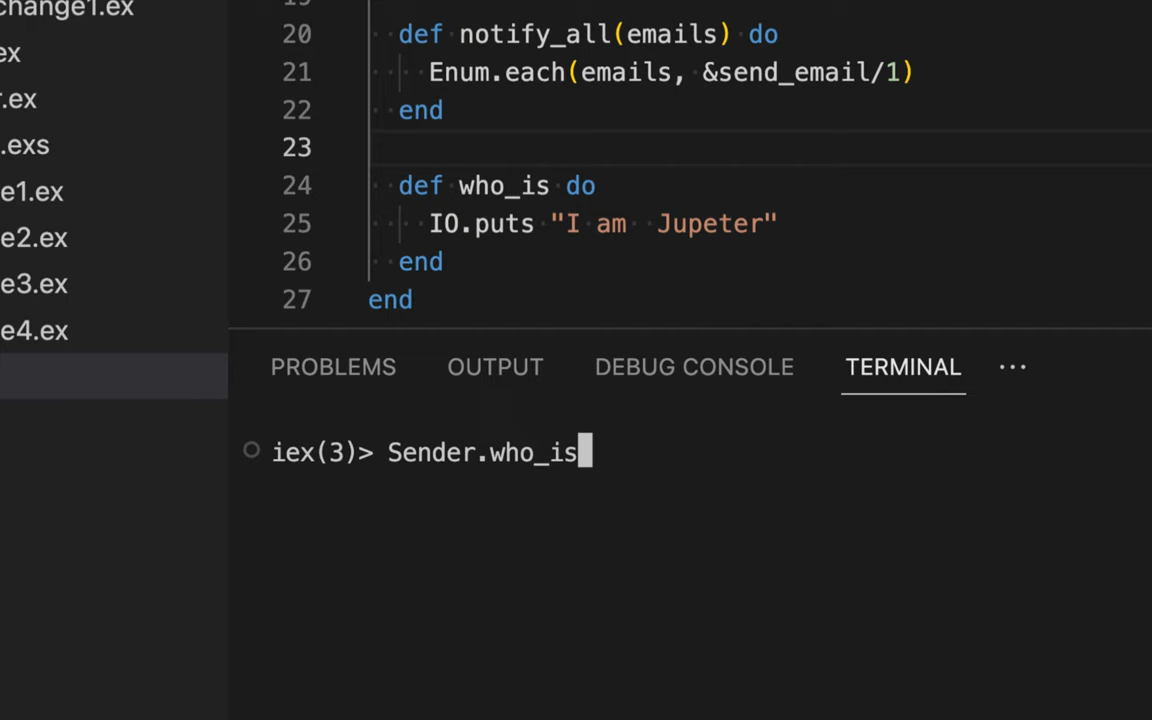 change1.ex
ex
r.ex
.exs
e1.ex
e2.ex
e3.ex
e4.ex
20 def notify_all(emails) do
21 Enum.each(emails, &send_email/1)
22 end
23
24 def who_is do
25 IO.puts "I am  Jupeter"
26 end
27 end
PROBLEMS OUTPUT DEBUG CONSOLE TERMINAL ···
iex(3)> Sender.who_is